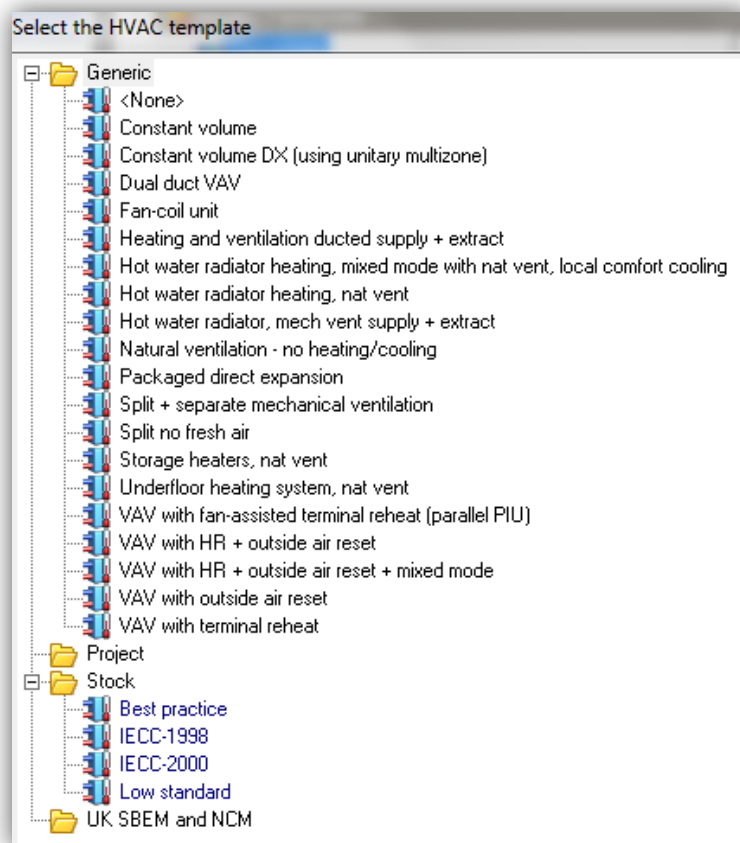 Select the HVAC template
Generic
<None>
Constant volume
Constant volume DX (using unitary multizone)
Dual duct VAV
Fan-coil unit
Heating and ventilation ducted supply + extract
Hot water radiator heating, mixed mode with nat vent, local comfort cooling
Hot water radiator heating, nat vent
Hot water radiator, mech vent supply + extract
Natural ventilation - no heating/cooling
Packaged direct expansion
Split + separate mechanical ventilation
Split no fresh air
Storage heaters, nat vent
Underfloor heating system, nat vent
VAV with fan-assisted terminal reheat (parallel PIU)
VAV with HR + outside air reset
VAV with HR + outside air reset + mixed mode
VAV with outside air reset
VAV with terminal reheat
Project
Stock
Best practice
IECC-1998
IECC-2000
Low standard
UK SBEM and NCM